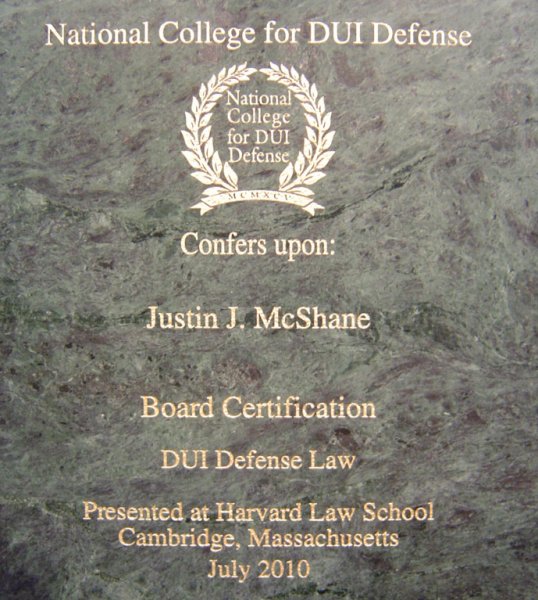 National College for DUI Defense
National
College
for DUI
Defense
MCMXCV
Confers upon:
Justin J. McShane
Board Certification
DUI Defense Law
Presented at Harvard Law School
Cambridge, Massachusetts
July 2010